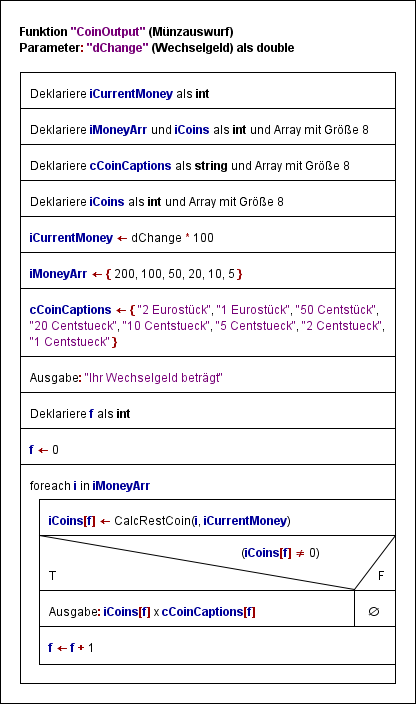 Funktion "CoinOutput" (Münzauswurf)
Parameter: "dChange" (Wechselgeld) als double
Deklariere iCurrentMoney als int
Deklariere iMoneyArr und iCoins als int und Array mit Größe 8
Deklariere cCoinCaptions als string und Array mit Größe 8
Deklariere iCoins als int und Array mit Größe 8
iCurrentMoney ← dChange * 100
iMoneyArr ← { 200, 100, 50, 20, 10, 5 }
cCoinCaptions ← { "2 Eurostück", "1 Eurostück", "50 Centstück",
"20 Centstueck", "10 Centstueck", "5 Centstueck", "2 Centstueck",
"1 Centstueck" }
Ausgabe: "Ihr Wechselgeld beträgt"
Deklariere f als int
f ← 0
foreach i in iMoneyArr
iCoins[f] ← CalcRestCoin(i, iCurrentMoney)
(iCoins[f] ≠ 0)
T F
Ausgabe: iCoins[f] x cCoinCaptions[f] ∅
f ← f + 1